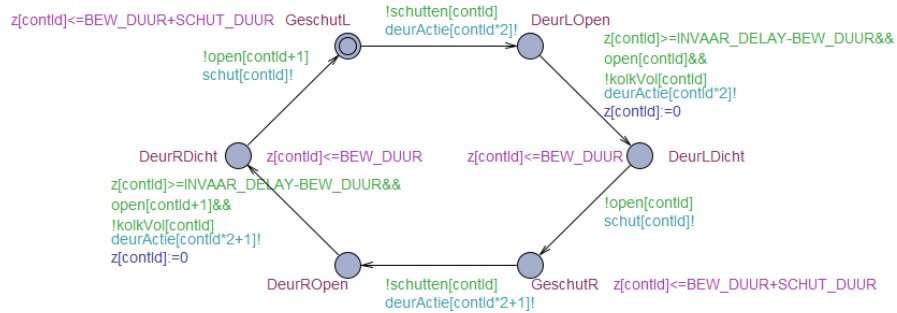 z[contId]<=BEW_DUUR+SCHUT_DUUR
GeschutL
!schutten[contId]
deurActie[contId*2]!
DeurLOpen
z[contId]>=INVAAR_DELAY-BEW_DUUR&&
open[contId]&&
!kolkVol[contId]
deurActie[contId*2]!
z[contId]:=0
!open[contId+1]
schut[contId]!
DeurRDicht
z[contId]<=BEW_DUUR
z[contId]<=BEW_DUUR
DeurLDicht
z[contId]>=INVAAR_DELAY-BEW_DUUR&&
open[contId+1]&&
!kolkVol[contId]
deurActie[contId*2+1]!
z[contId]:=0
!open[contId]
schut[contId]!
DeurROpen
!schutten[contId]
deurActie[contId*2+1]!
GeschutR
z[contId]<=BEW_DUUR+SCHUT_DUUR